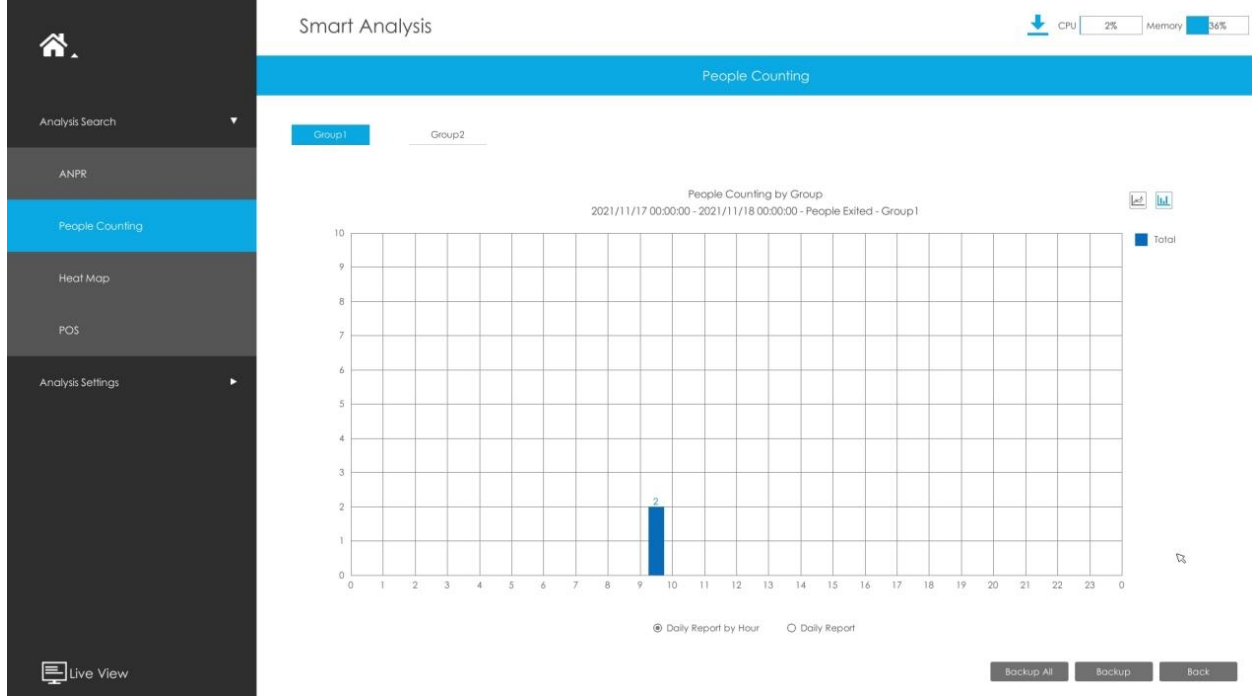 Smart Analysis
CPU 2% Memory 36%
People Counting
Analysis Search
ANPR
People Counting
Heat Map
POS
Analysis Settings
Live View
Group1 Group2
People Counting by Group
2021/11/17 00:00:00 - 2021/11/18 00:00:00 - People Exited - Group1
Total
10
9
8
7
6
5
4
3
2
1
0
2
0 1 2 3 4 5 6 7 8 9 10 11 12 13 14 15 16 17 18 19 20 21 22 23 0
Daily Report by Hour Daily Report
Backup All Backup Back